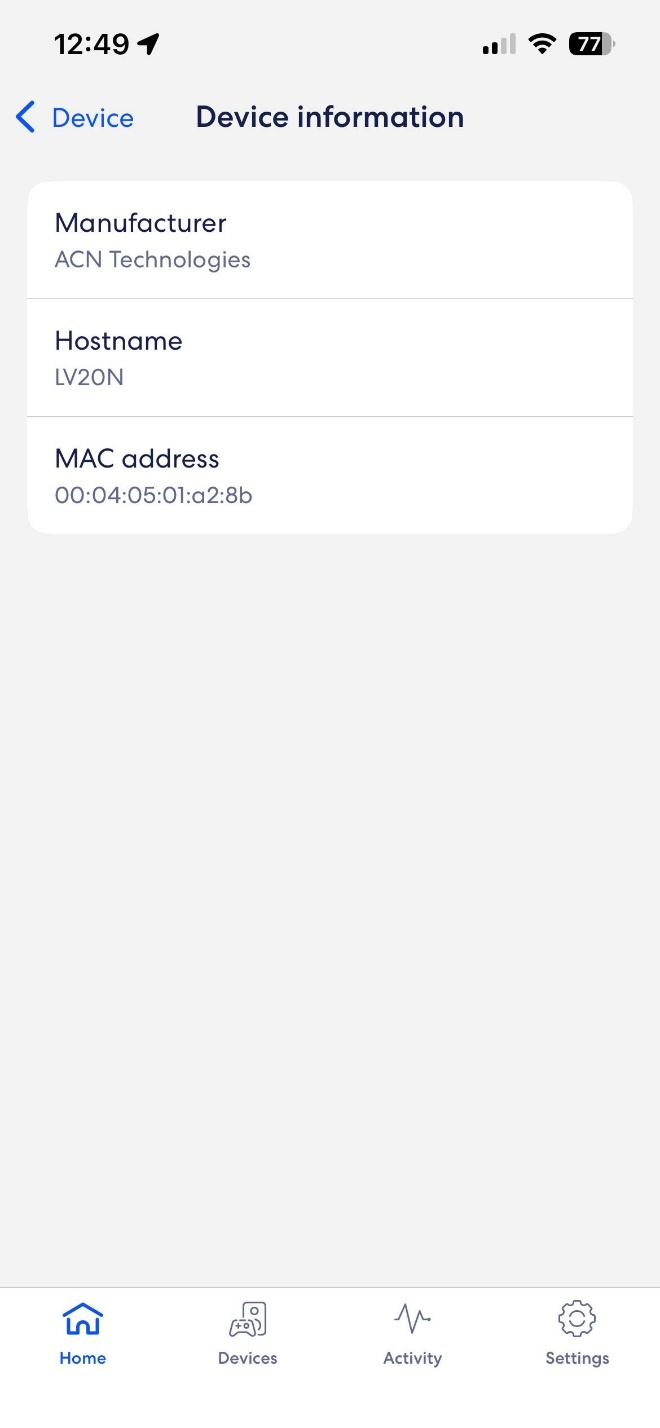 12:49
77
Device
Device information
Manufacturer
ACN Technologies
Hostname
LV20N
MAC address
00:04:05:01:a2:8b
Home
Devices
Activity
Settings